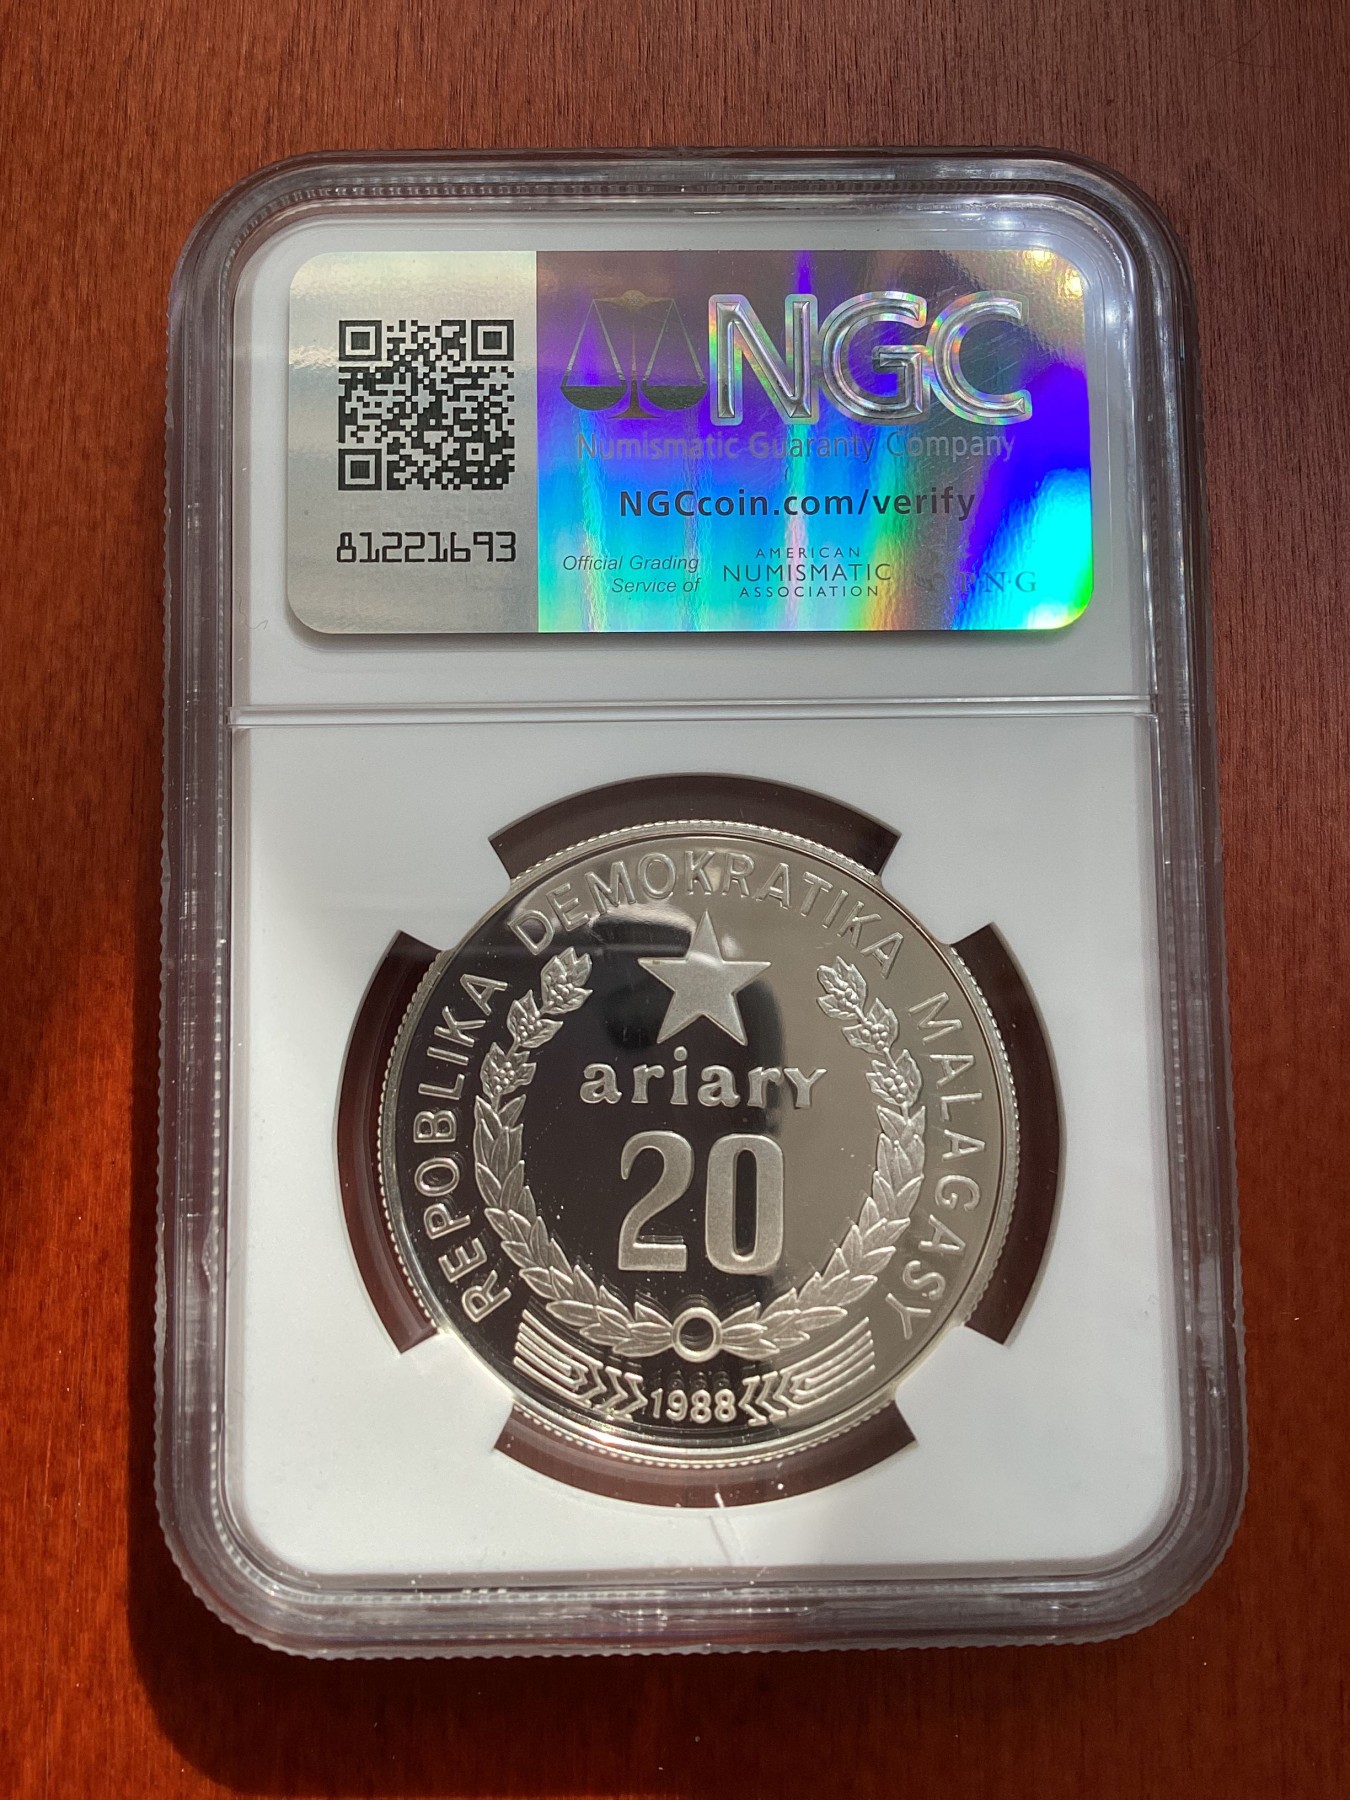 NGC
Numismatic Guaranty Company
NGCcoin.com/verify
81221693
Official Grading
Service of
AMERICAN
NUMISMATIC
ASSOCIATION
PNG
REPOBLIKA DEMOKRATIKA MALAGASY
ariary
20
1988